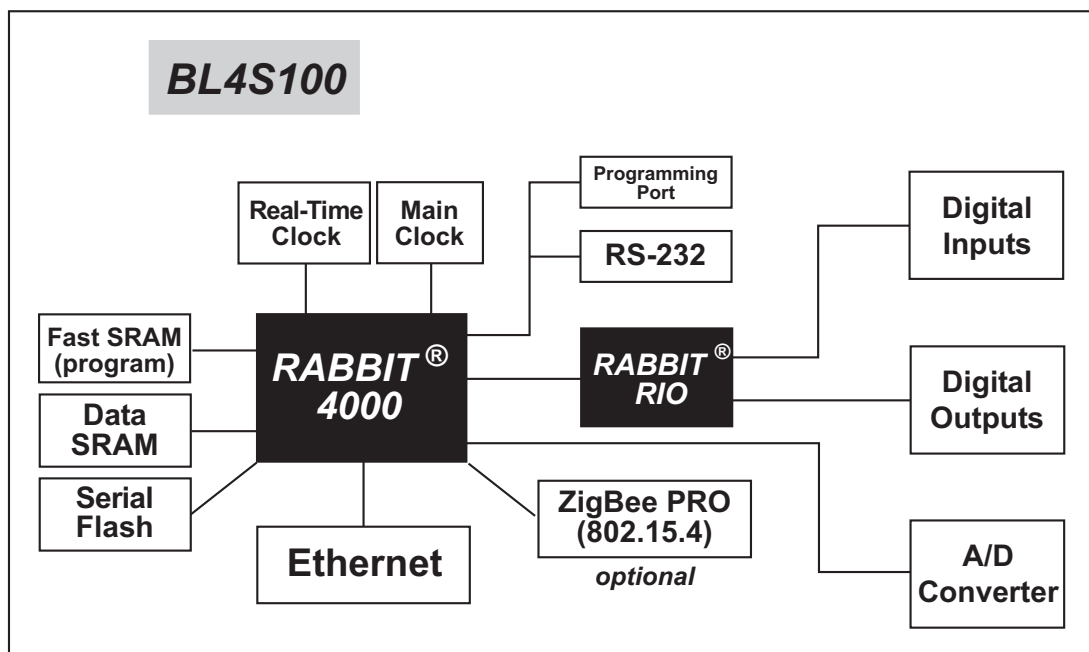 BL4S100
Programming
Port
Real-Time
Clock
Main
Clock
RS-232
Digital
Inputs
Fast SRAM
(program)
RABBIT ®
4000
RABBIT ®
RIO
Digital
Outputs
Data
SRAM
Serial
Flash
Ethernet
ZigBee PRO
(802.15.4)
optional
A/D
Converter